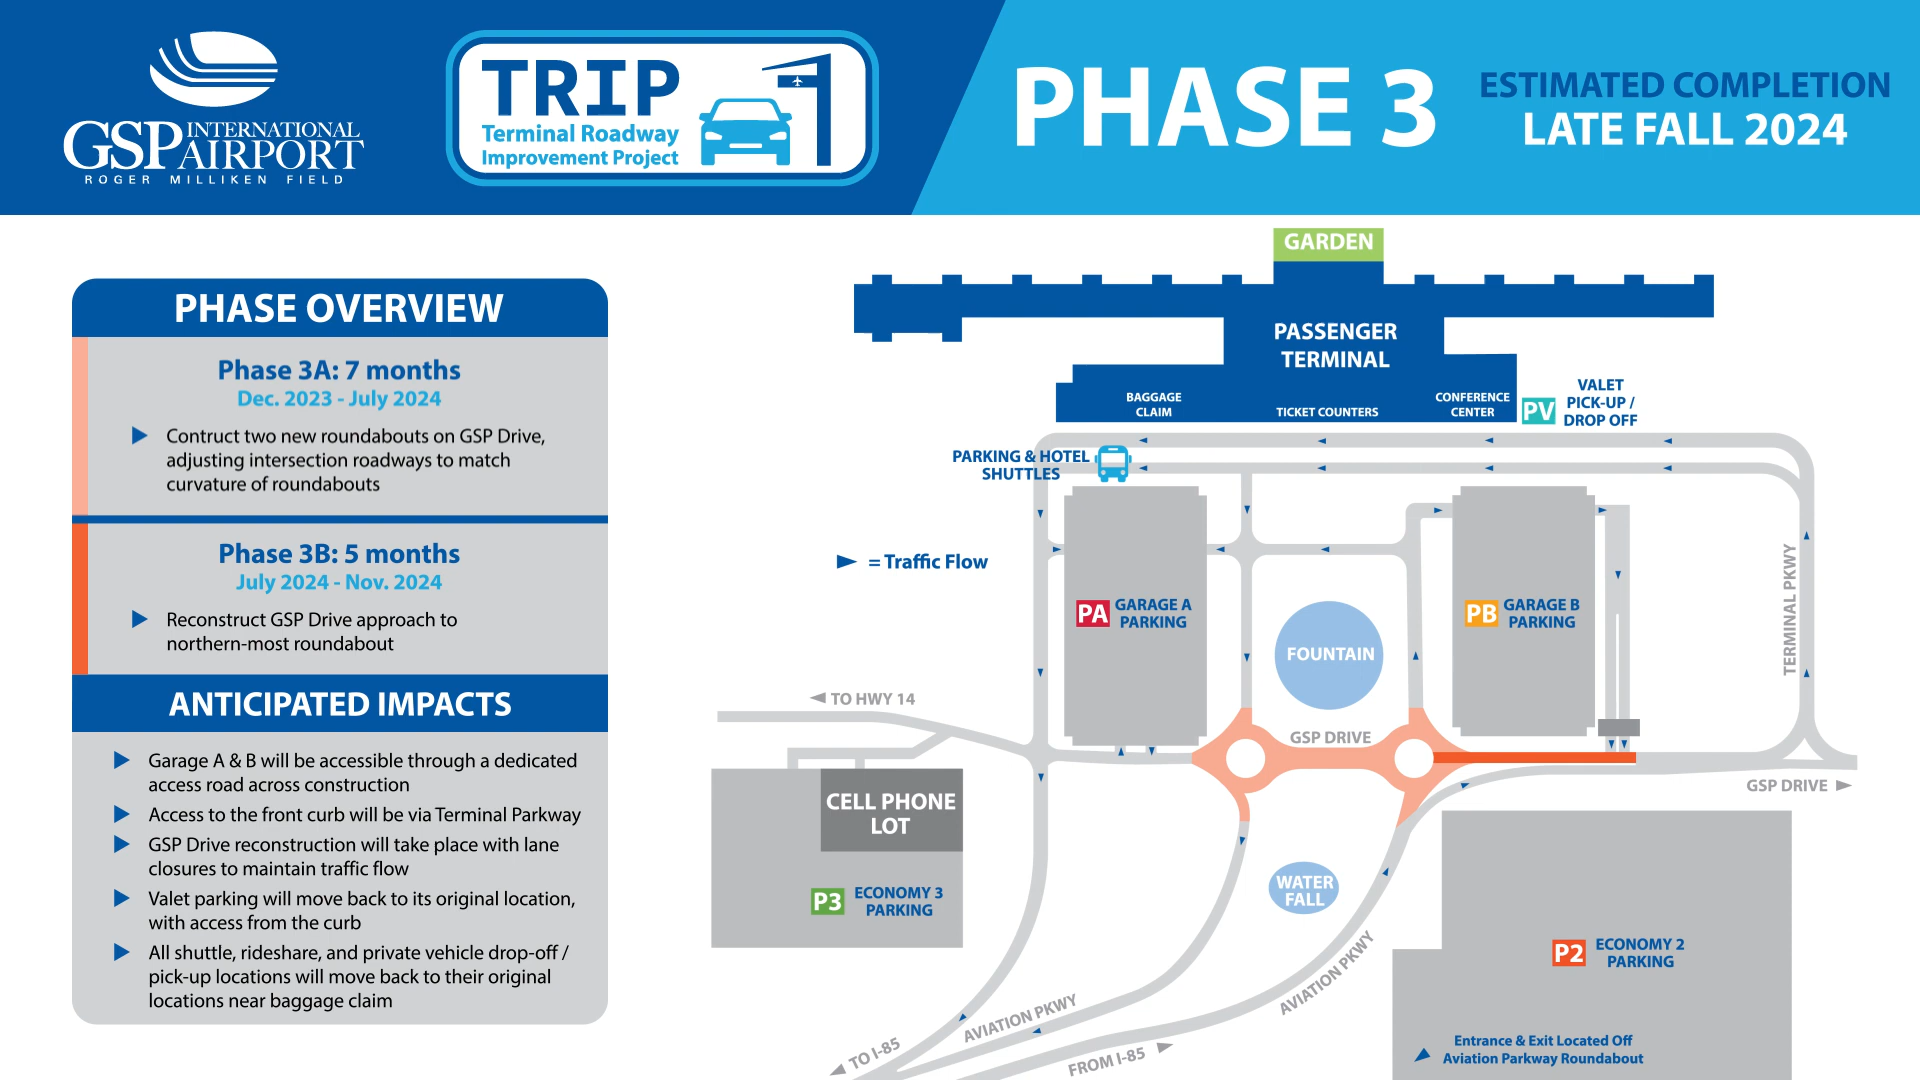 GSP INTERNATIONAL
AIRPORT
ROGER MILLIKEN FIELD
TRIP
Terminal Roadway
Improvement Project
PHASE 3
ESTIMATED COMPLETION
LATE FALL 2024
PHASE OVERVIEW
Phase 3A: 7 months
Dec. 2023 - July 2024
Contruct two new roundabouts on GSP Drive,
adjusting intersection roadways to match
curvature of roundabouts
Phase 3B: 5 months
July 2024 - Nov. 2024
Reconstruct GSP Drive approach to
northern-most roundabout
ANTICIPATED IMPACTS
Garage A & B will be accessible through a dedicated
access road across construction
Access to the front curb will be via Terminal Parkway
GSP Drive reconstruction will take place with lane
closures to maintain traffic flow
Valet parking will move back to its original location,
with access from the curb
All shuttle, rideshare, and private vehicle drop-off /
pick-up locations will move back to their original
locations near baggage claim
GARDEN
PASSENGER
TERMINAL
BAGGAGE
CLAIM
TICKET COUNTERS
CONFERENCE
CENTER
PV
VALET
PICK-UP /
DROP OFF
PARKING & HOTEL
SHUTTLES
= Traffic Flow
PA
GARAGE A
PARKING
FOUNTAIN
PB
GARAGE B
PARKING
TERMINAL PKWY
TO HWY 14
GSP DRIVE
GSP DRIVE
CELL PHONE
LOT
P3
ECONOMY 3
PARKING
WATER
FALL
P2
ECONOMY 2
PARKING
AVIATION PKWY
AVIATION PKWY
TO I-85
FROM I-85
Entrance & Exit Located Off
Aviation Parkway Roundabout